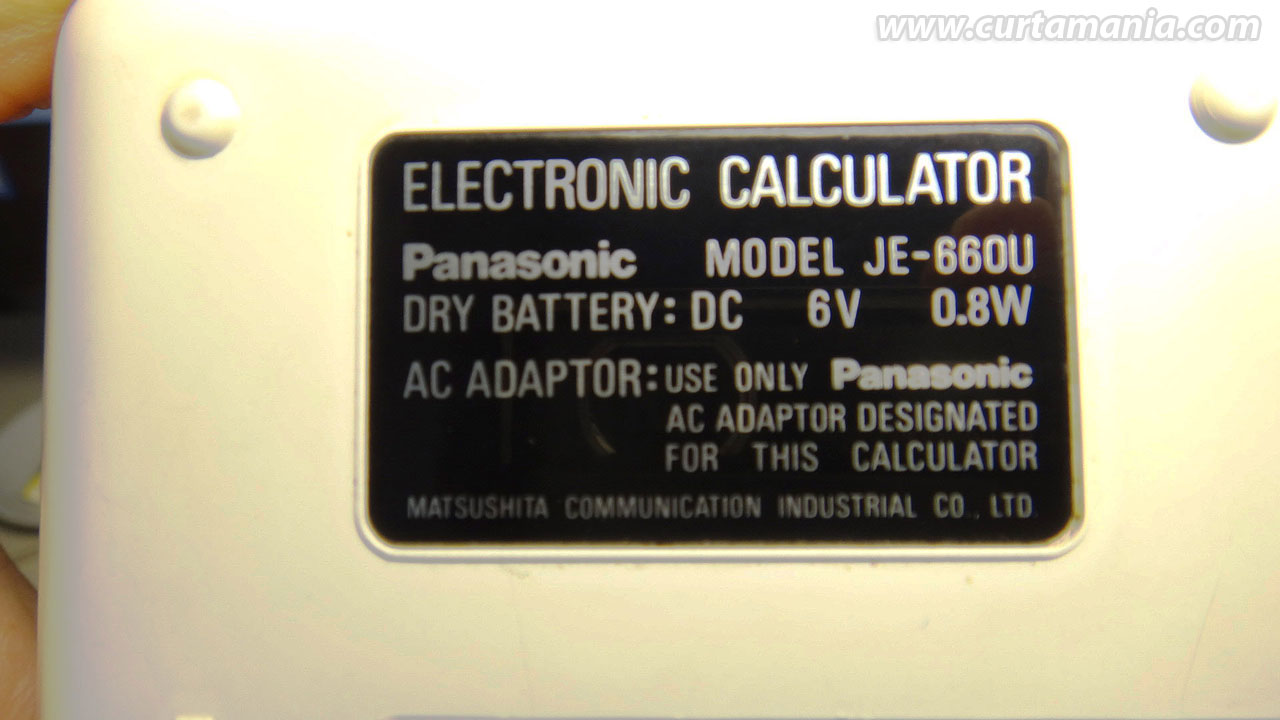 www.curtamania.com
ELECTRONIC CALCULATOR
Panasonic MODEL JE-660U
DRY BATTERY: DC 6V 0.8W
AC ADAPTOR: USE ONLY Panasonic
AC ADAPTOR DESIGNATED
FOR THIS CALCULATOR
MATSUSHITA COMMUNICATION INDUSTRIAL CO., LTD.